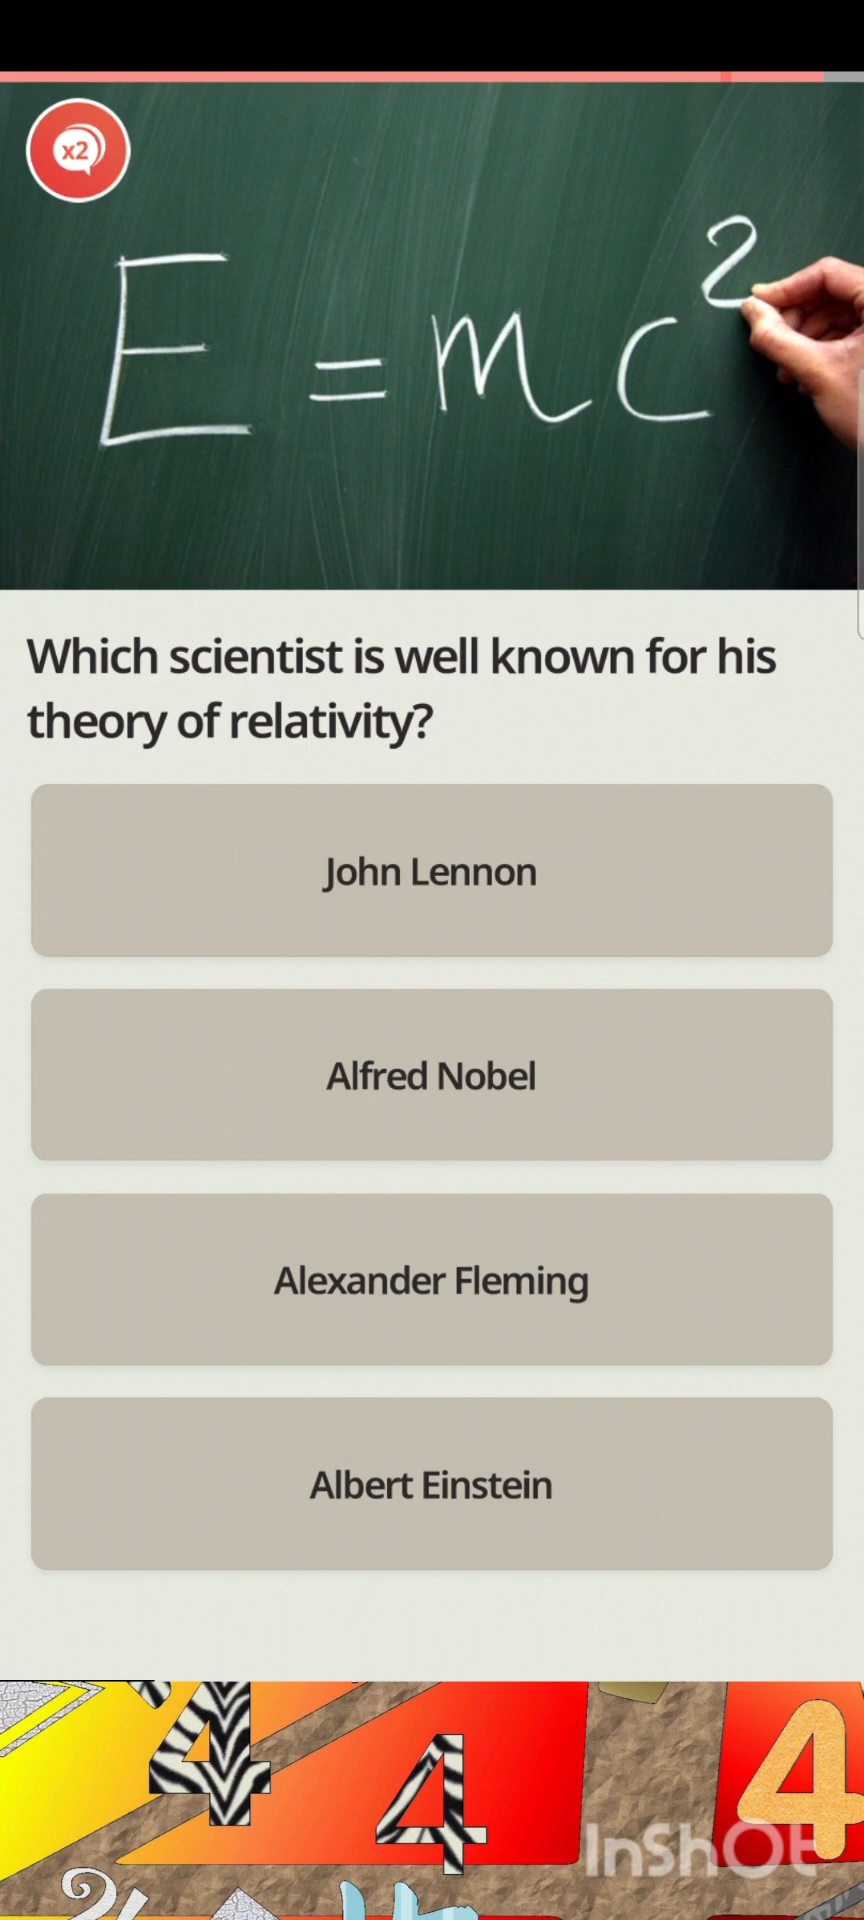 x2
E = mc²
Which scientist is well known for his
theory of relativity?
John Lennon
Alfred Nobel
Alexander Fleming
Albert Einstein
4
4
4
InShOt